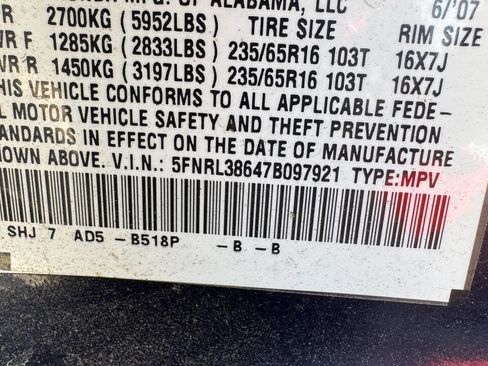 MFG. OF ALABAMA, LLC 6/'07
2700KG (5952LBS) TIRE SIZE RIM SIZE
WR F 1285KG (2833LBS) 235/65R16 103T 16X7J
WR R 1450KG (3197LBS) 235/65R16 103T 16X7J
THIS VEHICLE CONFORMS TO ALL APPLICABLE FEDE-
L MOTOR VEHICLE SAFETY AND THEFT PREVENTION
ANDARDS IN EFFECT ON THE DATE OF MANUFACTURE
HOWN ABOVE. V.I.N.: 5FNRL38647B097921 TYPE:MPV
SHJ 7 AD5 -B518P -B -B